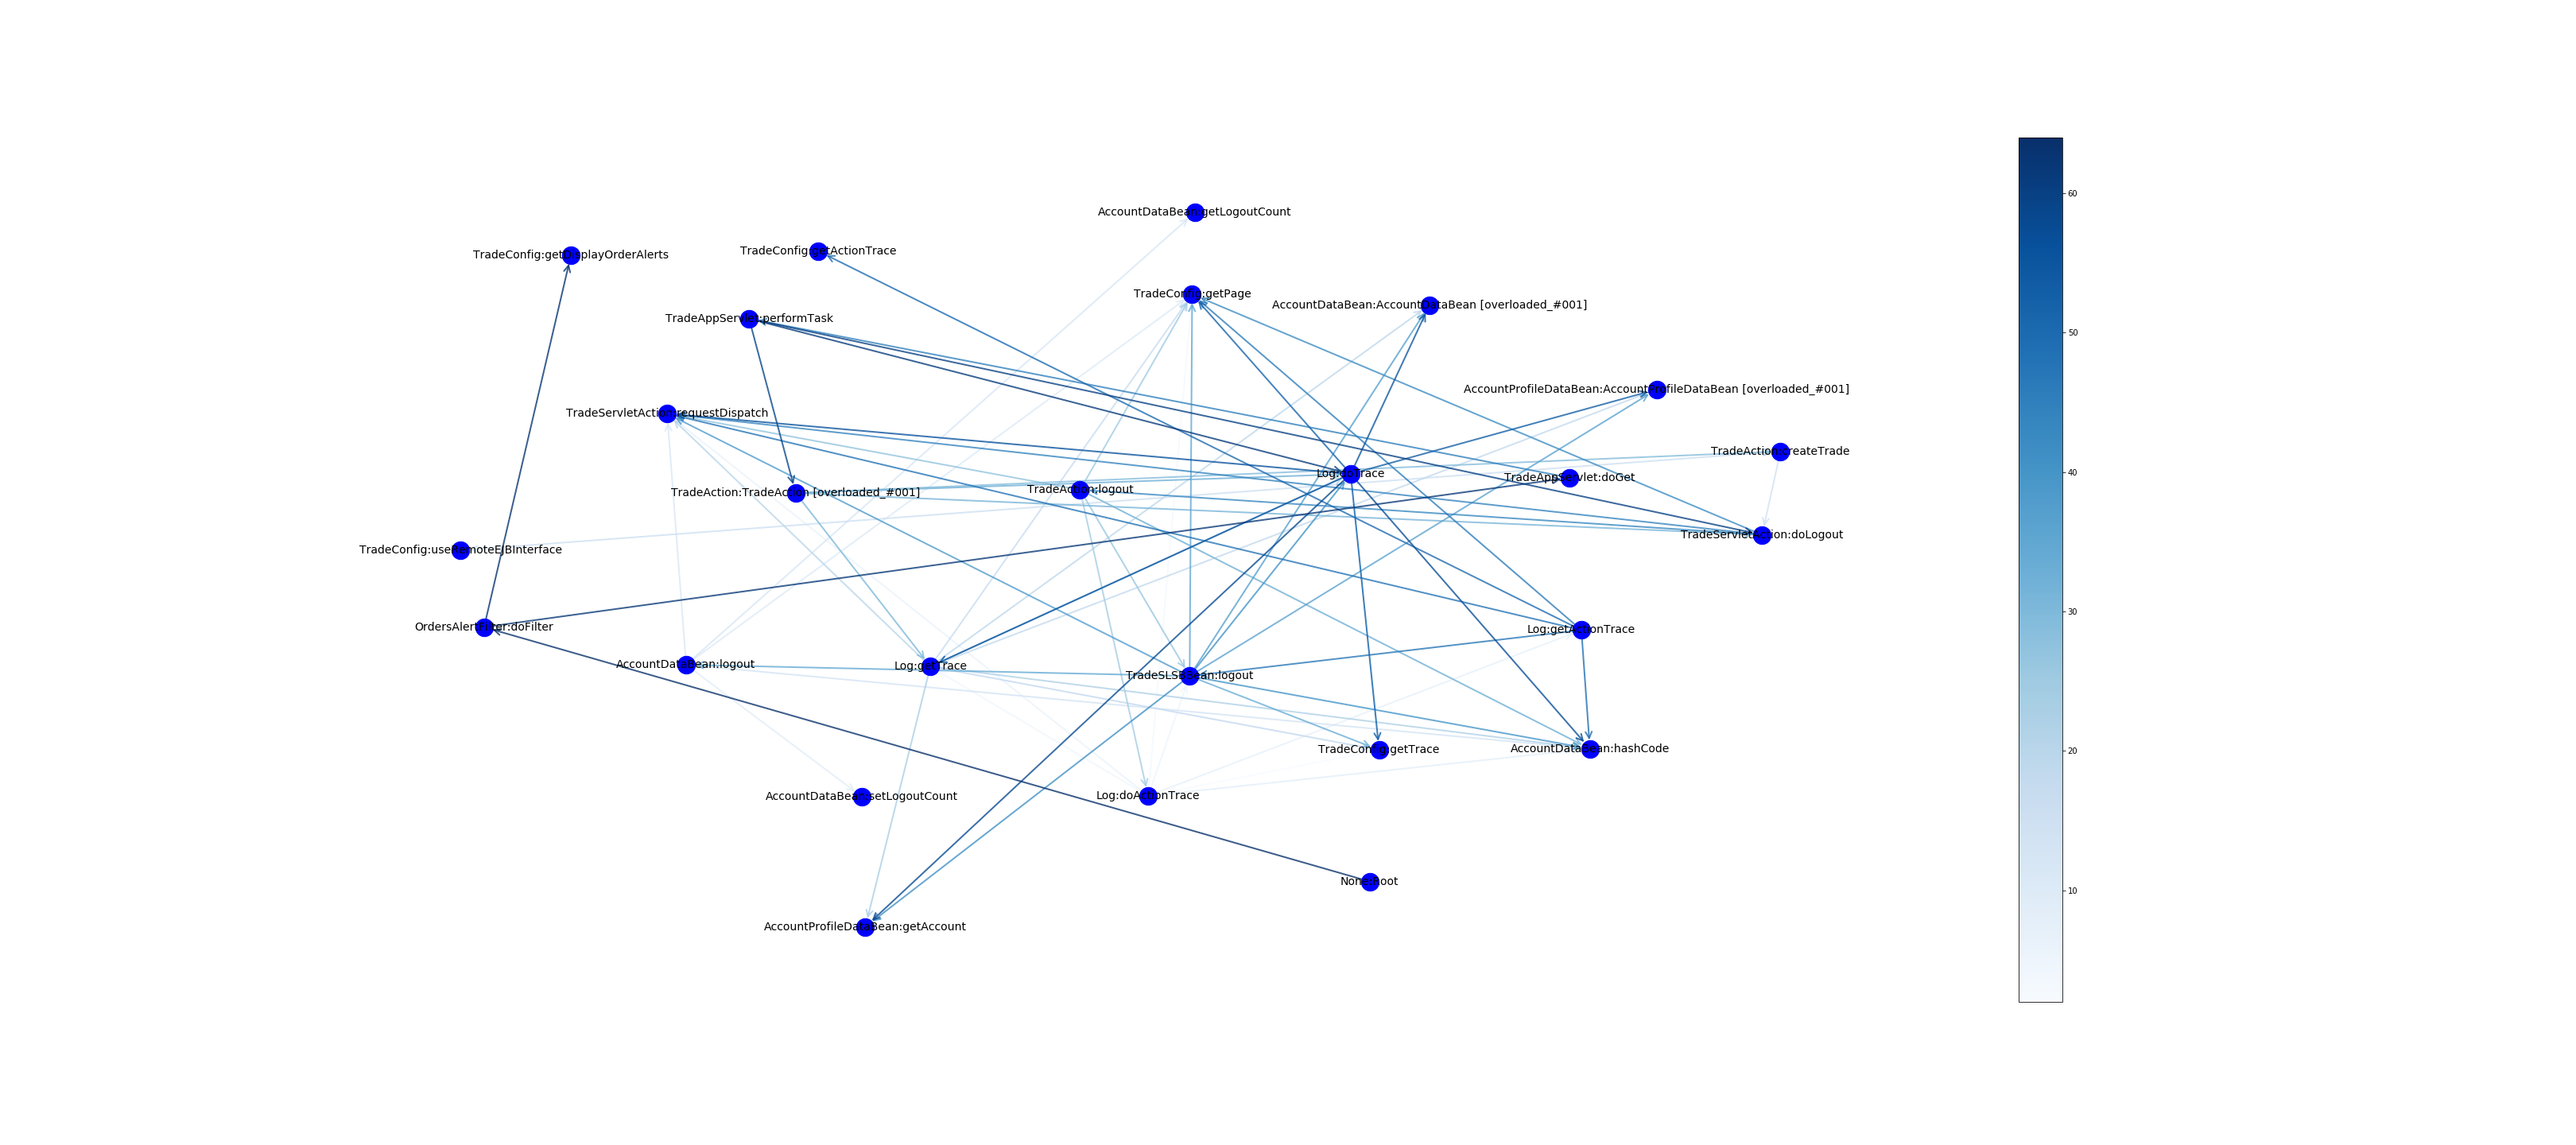 AccountDataBean:getLogoutCount
TradeConfig:getActionTrace
TradeConfig:getDisplayOrderAlerts
TradeConfig:getPage
AccountDataBean:AccountDataBean [overloaded_#001]
TradeAppServlet:performTask
AccountProfileDataBean:AccountProfileDataBean [overloaded_#001]
TradeServletAction:requestDispatch
TradeAction:createTrade
Log:doTrace
TradeAppServlet:doGet
TradeAction:logout
TradeAction:TradeAction [overloaded_#001]
TradeServletAction:doLogout
TradeConfig:useRemoteEJBInterface
OrdersAlertFilter:doFilter
Log:getActionTrace
AccountDataBean:logout
Log:getTrace
TradeSLSBBean:logout
TradeConfig:getTrace
AccountDataBean:hashCode
AccountDataBean:setLogoutCount
Log:doActionTrace
None:Root
AccountProfileDataBean:getAccount
60
50
40
30
20
10